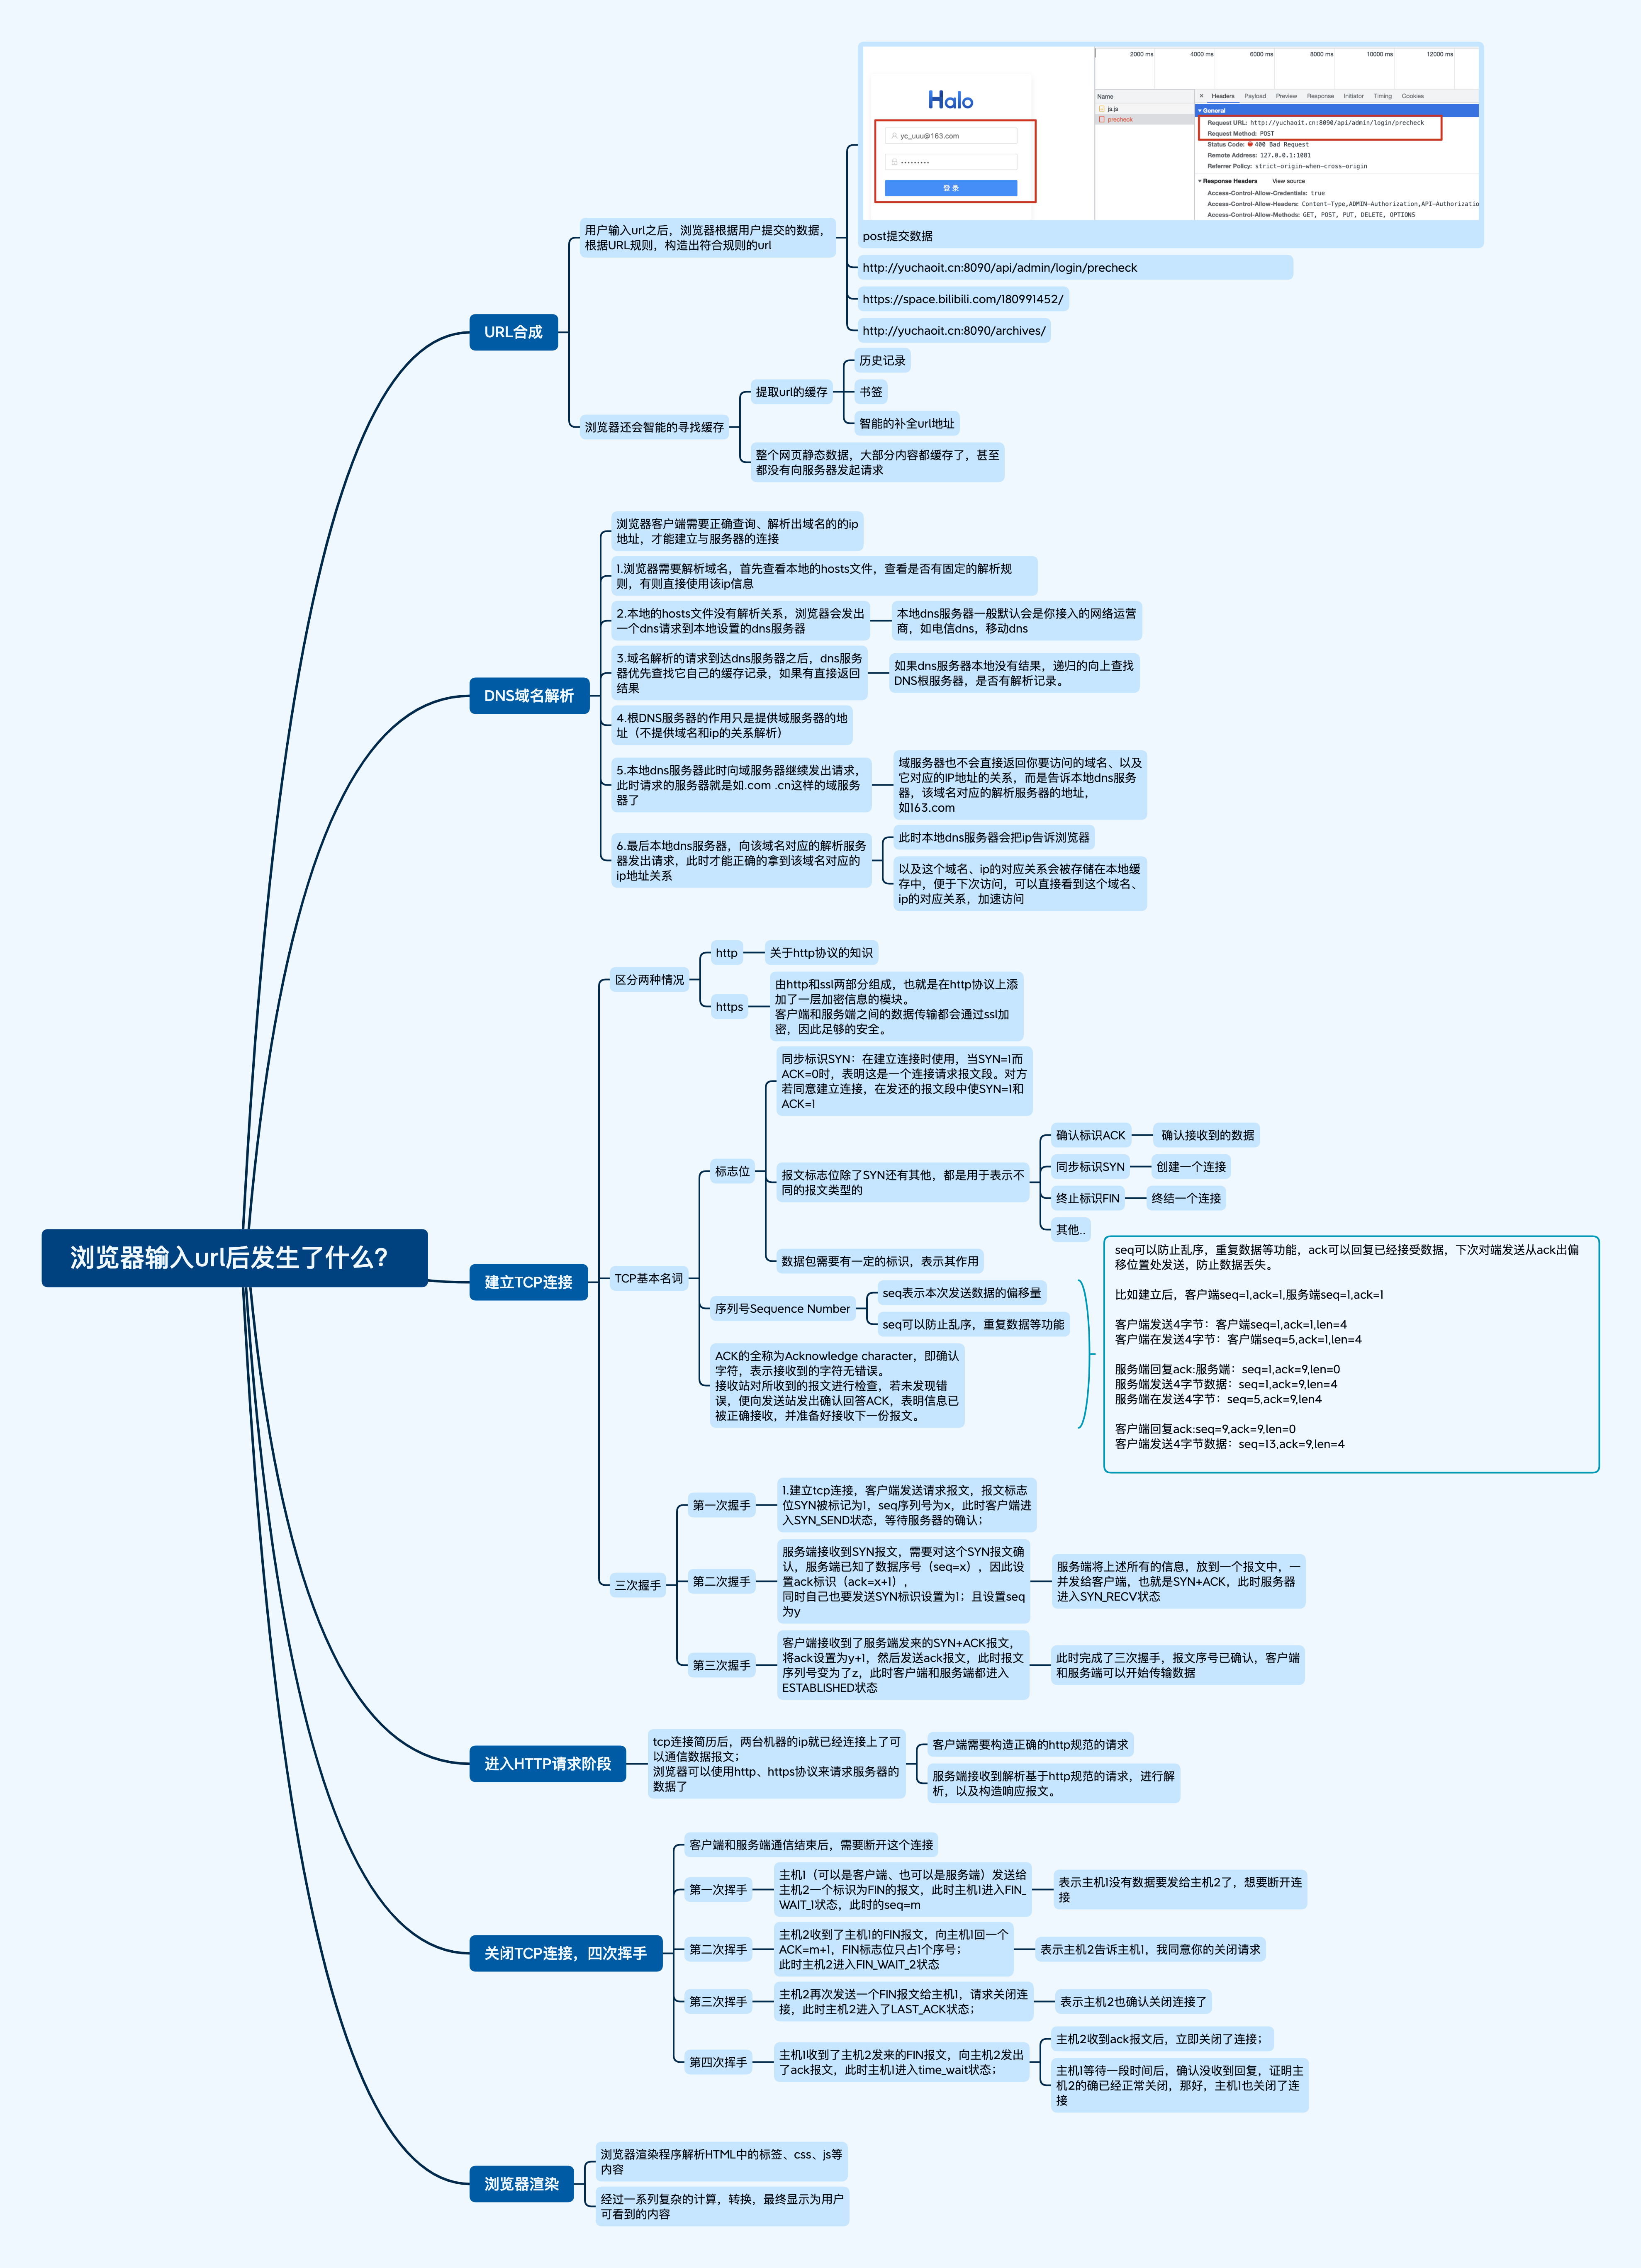 浏览器输入url后发生了什么？
URL合成
用户输入url之后，浏览器根据用户提交的数据，
根据URL规则，构造出符合规则的url
Halo
yc_uuu@163.com
•••••••••
登 录
2000 ms
4000 ms
6000 ms
8000 ms
10000 ms
12000 ms
Name
js.js
precheck
× Headers Payload Preview Response Initiator Timing Cookies
▼ General
Request URL: http://yuchaoit.cn:8090/api/admin/login/precheck
Request Method: POST
Status Code: 400 Bad Request
Remote Address: 127.0.0.1:1081
Referrer Policy: strict-origin-when-cross-origin
▼ Response Headers View source
Access-Control-Allow-Credentials: true
Access-Control-Allow-Headers: Content-Type,ADMIN-Authorization,API-Authorizatio
Access-Control-Allow-Methods: GET, POST, PUT, DELETE, OPTIONS
post提交数据
http://yuchaoit.cn:8090/api/admin/login/precheck
https://space.bilibili.com/180991452/
http://yuchaoit.cn:8090/archives/
浏览器还会智能的寻找缓存
提取url的缓存
历史记录
书签
智能的补全url地址
整个网页静态数据，大部分内容都缓存了，甚至
都没有向服务器发起请求
DNS域名解析
浏览器客户端需要正确查询、解析出域名的的ip
地址，才能建立与服务器的连接
1.浏览器需要解析域名，首先查看本地的hosts文件，查看是否有固定的解析规
则，有则直接使用该ip信息
2.本地的hosts文件没有解析关系，浏览器会发出
一个dns请求到本地设置的dns服务器
本地dns服务器一般默认会是你接入的网络运营
商，如电信dns，移动dns
3.域名解析的请求到达dns服务器之后，dns服务
器优先查找它自己的缓存记录，如果有直接返回
结果
如果dns服务器本地没有结果，递归的向上查找
DNS根服务器，是否有解析记录。
4.根DNS服务器的作用只是提供域服务器的地
址（不提供域名和ip的关系解析）
5.本地dns服务器此时向域服务器继续发出请求，
此时请求的服务器就是如.com .cn这样的域服务
器了
域服务器也不会直接返回你要访问的域名、以及
它对应的IP地址的关系，而是告诉本地dns服务
器，该域名对应的解析服务器的地址，
如163.com
6.最后本地dns服务器，向该域名对应的解析服务
器发出请求，此时才能正确的拿到该域名对应的
ip地址关系
此时本地dns服务器会把ip告诉浏览器
以及这个域名、ip的对应关系会被存储在本地缓
存中，便于下次访问，可以直接看到这个域名、
ip的对应关系，加速访问
建立TCP连接
区分两种情况
http
关于http协议的知识
https
由http和ssl两部分组成，也就是在http协议上添
加了一层加密信息的模块。
客户端和服务端之间的数据传输都会通过ssl加
密，因此足够的安全。
TCP基本名词
标志位
同步标识SYN：在建立连接时使用，当SYN=1而
ACK=0时，表明这是一个连接请求报文段。对方
若同意建立连接，在发还的报文段中使SYN=1和
ACK=1
报文标志位除了SYN还有其他，都是用于表示不
同的报文类型的
确认标识ACK
确认接收到的数据
同步标识SYN
创建一个连接
终止标识FIN
终结一个连接
其他..
数据包需要有一定的标识，表示其作用
序列号Sequence Number
seq表示本次发送数据的偏移量
seq可以防止乱序，重复数据等功能
ACK的全称为Acknowledge character，即确认
字符，表示接收到的字符无错误。
接收站对所收到的报文进行检查，若未发现错
误，便向发送站发出确认回答ACK，表明信息已
被正确接收，并准备好接收下一份报文。
seq可以防止乱序，重复数据等功能，ack可以回复已经接受数据，下次对端发送从ack出偏
移位置处发送，防止数据丢失。
比如建立后，客户端seq=1,ack=1,服务端seq=1,ack=1
客户端发送4字节：客户端seq=1,ack=1,len=4
客户端在发送4字节：客户端seq=5,ack=1,len=4
服务端回复ack:服务端：seq=1,ack=9,len=0
服务端发送4字节数据：seq=1,ack=9,len=4
服务端在发送4字节：seq=5,ack=9,len4
客户端回复ack:seq=9,ack=9,len=0
客户端发送4字节数据：seq=13,ack=9,len=4
三次握手
第一次握手
1.建立tcp连接，客户端发送请求报文，报文标志
位SYN被标记为1，seq序列号为x，此时客户端进
入SYN_SEND状态，等待服务器的确认；
第二次握手
服务端接收到SYN报文，需要对这个SYN报文确
认，服务端已知了数据序号（seq=x），因此设
置ack标识（ack=x+1），
同时自己也要发送SYN标识设置为1；且设置seq
为y
服务端将上述所有的信息，放到一个报文中，一
并发给客户端，也就是SYN+ACK，此时服务器
进入SYN_RECV状态
第三次握手
客户端接收到了服务端发来的SYN+ACK报文，
将ack设置为y+1，然后发送ack报文，此时报文
序列号变为了z，此时客户端和服务端都进入
ESTABLISHED状态
此时完成了三次握手，报文序号已确认，客户端
和服务端可以开始传输数据
进入HTTP请求阶段
tcp连接简历后，两台机器的ip就已经连接上了可
以通信数据报文；
浏览器可以使用http、https协议来请求服务器的
数据了
客户端需要构造正确的http规范的请求
服务端接收到解析基于http规范的请求，进行解
析，以及构造响应报文。
关闭TCP连接，四次挥手
客户端和服务端通信结束后，需要断开这个连接
第一次挥手
主机1（可以是客户端、也可以是服务端）发送给
主机2一个标识为FIN的报文，此时主机1进入FIN_
WAIT_1状态，此时的seq=m
表示主机1没有数据要发给主机2了，想要断开连
接
第二次挥手
主机2收到了主机1的FIN报文，向主机1回一个
ACK=m+1，FIN标志位只占1个序号；
此时主机2进入FIN_WAIT_2状态
表示主机2告诉主机1，我同意你的关闭请求
第三次挥手
主机2再次发送一个FIN报文给主机1，请求关闭连
接，此时主机2进入了LAST_ACK状态；
表示主机2也确认关闭连接了
第四次挥手
主机1收到了主机2发来的FIN报文，向主机2发出
了ack报文，此时主机1进入time_wait状态；
主机2收到ack报文后，立即关闭了连接；
主机1等待一段时间后，确认没收到回复，证明主
机2的确已经正常关闭，那好，主机1也关闭了连
接
浏览器渲染
浏览器渲染程序解析HTML中的标签、css、js等
内容
经过一系列复杂的计算，转换，最终显示为用户
可看到的内容